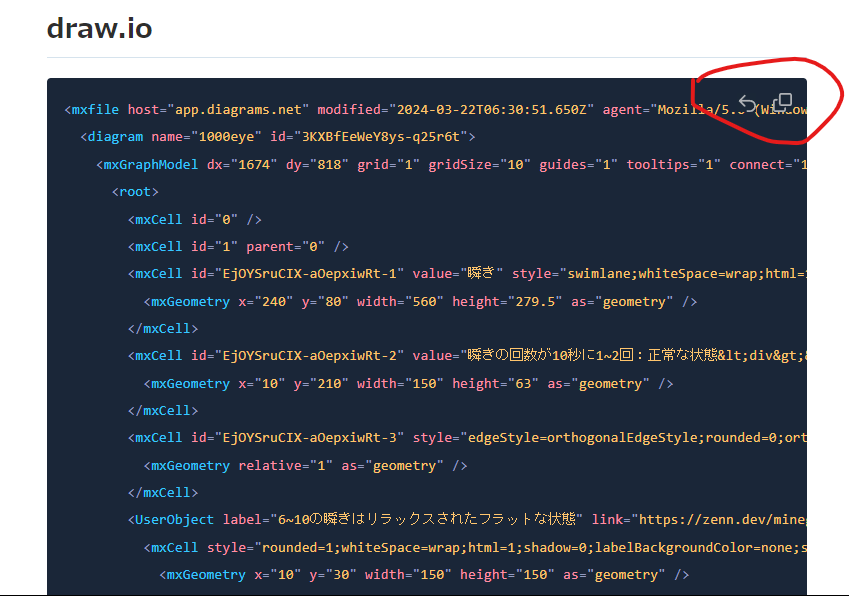 draw.io
<mxfile host="app.diagrams.net" modified="2024-03-22T06:30:51.650Z" agent="Mozilla/5.0 (Window
<diagram name="1000eye" id="3KXBfEeWeY8ys-q25r6t">
<mxGraphModel dx="1674" dy="818" grid="1" gridSize="10" guides="1" tooltips="1" connect="1
<root>
<mxCell id="0" />
<mxCell id="1" parent="0" />
<mxCell id="EjOYSruCIX-aOepxiwRt-1" value="瞬き" style="swimlane;whiteSpace=wrap;html=1
<mxGeometry x="240" y="80" width="560" height="279.5" as="geometry" />
</mxCell>
<mxCell id="EjOYSruCIX-aOepxiwRt-2" value="瞬きの回数が10秒に1~2回：正常な状態&lt;div&gt;&
<mxGeometry x="10" y="210" width="150" height="63" as="geometry" />
</mxCell>
<mxCell id="EjOYSruCIX-aOepxiwRt-3" style="edgeStyle=orthogonalEdgeStyle;rounded=0;ort
<mxGeometry relative="1" as="geometry" />
</mxCell>
<UserObject label="6~10の瞬きはリラックスされたフラットな状態" link="https://zenn.dev/mine
<mxCell style="rounded=1;whiteSpace=wrap;html=1;shadow=0;labelBackgroundColor=none;s
<mxGeometry x="10" y="30" width="150" height="150" as="geometry" />